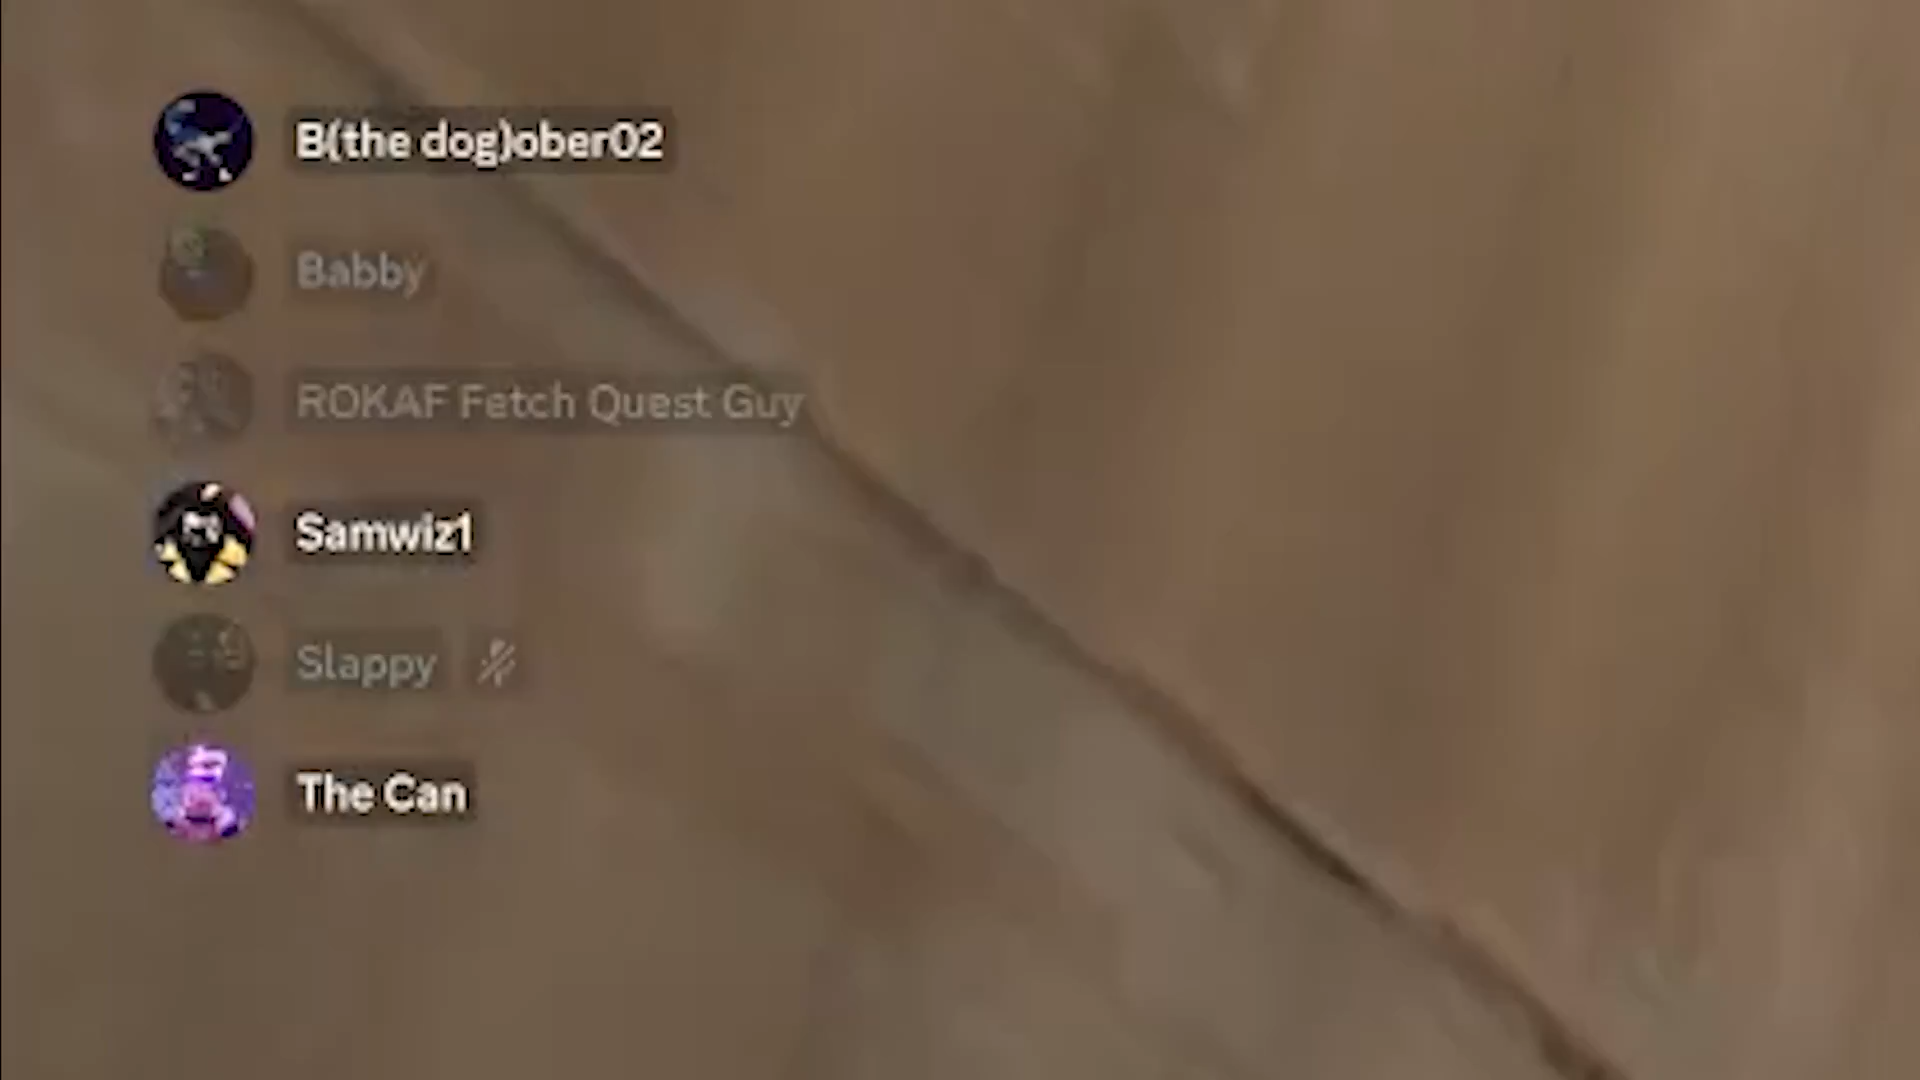 B(the dog)ober02
Babby
ROKAF Fetch Quest Guy
Samwiz1
Slappy
The Can